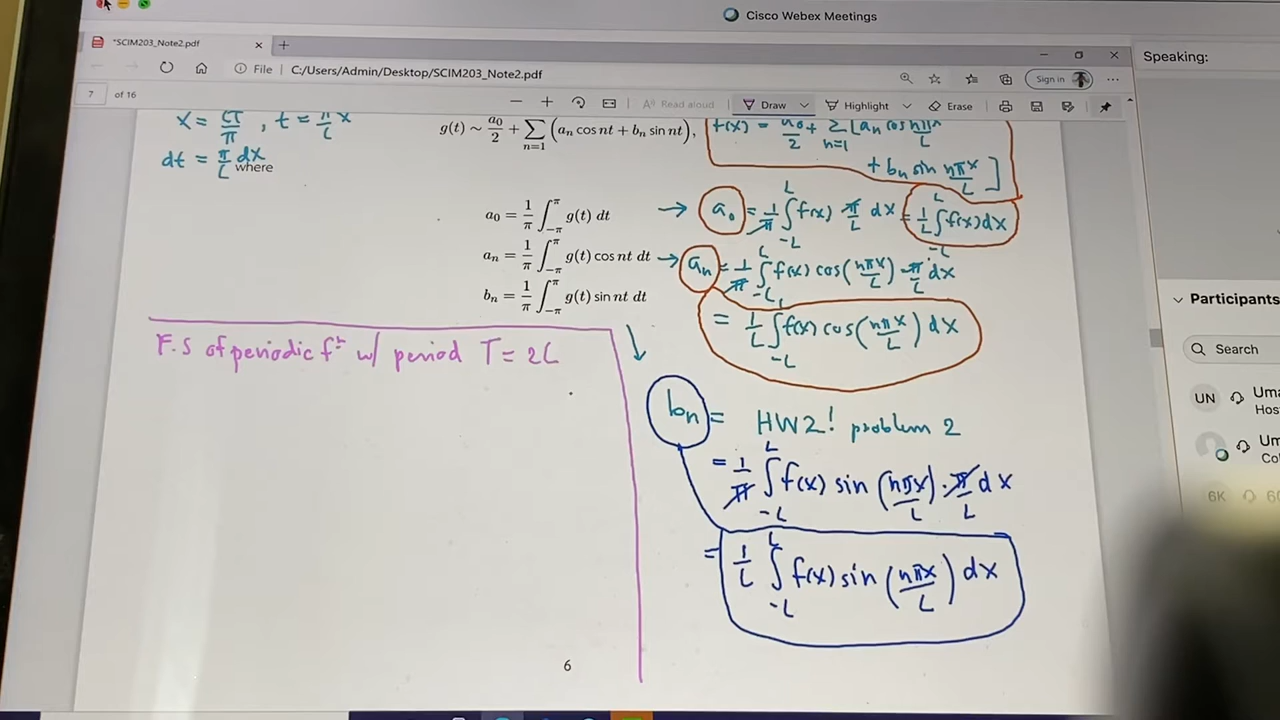 Cisco Webex Meetings
*SCIM203_Note2.pdf
File C:/Users/Admin/Desktop/SCIM203_Note2.pdf Sign in
7 of 16 Read aloud Draw Highlight Erase
Speaking:
x = LT/π , t = π/L x
dt = π/L dx
where
g(t) ~ a0/2 + ∑ n=1 (an cos nt + bn sin nt),
f(x) = a0/2 + ∑ n=1 [an cos nπx/L
+ bn sin nπx/L ]
a0 = 1/π ∫_{-π}^{π} g(t) dt → a0 = 1/π ∫_{-L}^{L} f(x) π/L dx = 1/L ∫_{-L}^{L} f(x)dx
an = 1/π ∫_{-π}^{π} g(t) cos nt dt → an = 1/π ∫_{-L}^{L} f(x) cos(nπx/L) · π/L dx
bn = 1/π ∫_{-π}^{π} g(t) sin nt dt
= 1/L ∫_{-L}^{L} f(x) cos(nπx/L) dx
F.S of periodic fⁿ w/ period T = 2L
bn = HW2! problem 2
= 1/π ∫_{-L}^{L} f(x) sin (nπx/L) · π/L dx
= 1/L ∫_{-L}^{L} f(x) sin (nπx/L) dx
6
Participants
Search
UN
Host
6K